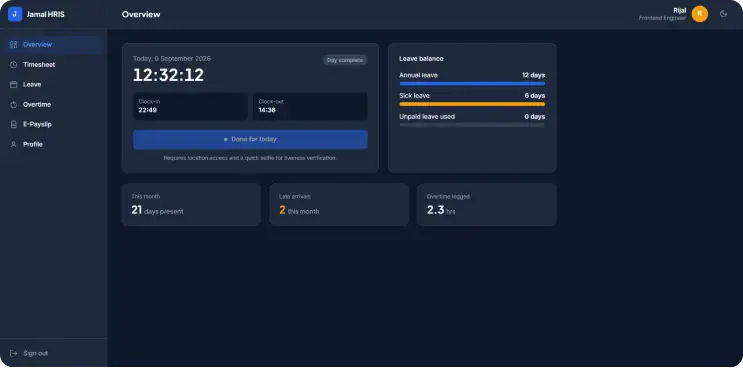 J Jamal HRIS
Overview
Rijal
Frontend Engineer
R
Overview
Timesheet
Leave
Overtime
E-Payslip
Profile
Sign out
Today, 9 September 2026
Day complete
12:32:12
Clock-in
22:49
Clock-out
14:36
Done for today
Requires location access and a quick selfie for liveness verification.
Leave balance
Annual leave 12 days
Sick leave 6 days
Unpaid leave used 0 days
This month
21 days present
Late arrivals
2 this month
Overtime logged
2.3 hrs